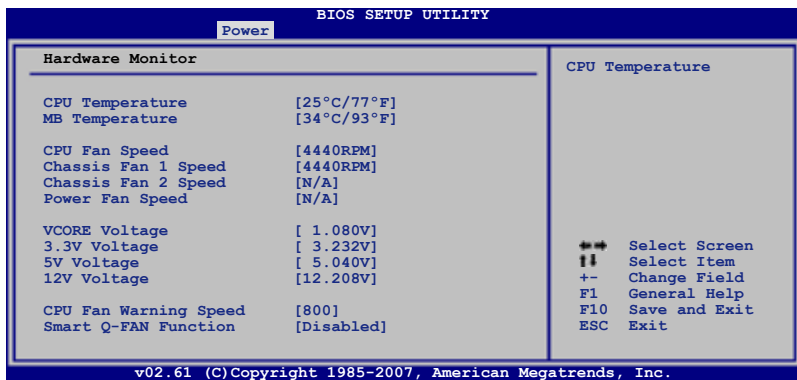 BIOS SETUP UTILITY
Power
Hardware Monitor
CPU Temperature [25°C/77°F]
MB Temperature [34°C/93°F]
CPU Fan Speed [4440RPM]
Chassis Fan 1 Speed [4440RPM]
Chassis Fan 2 Speed [N/A]
Power Fan Speed [N/A]
VCORE Voltage [ 1.080V]
3.3V Voltage [ 3.232V]
5V Voltage [ 5.040V]
12V Voltage [12.208V]
CPU Fan Warning Speed [800]
Smart Q-FAN Function [Disabled]
CPU Temperature
←→ Select Screen
↑↓ Select Item
+- Change Field
F1 General Help
F10 Save and Exit
ESC Exit
v02.61 (C)Copyright 1985-2007, American Megatrends, Inc.